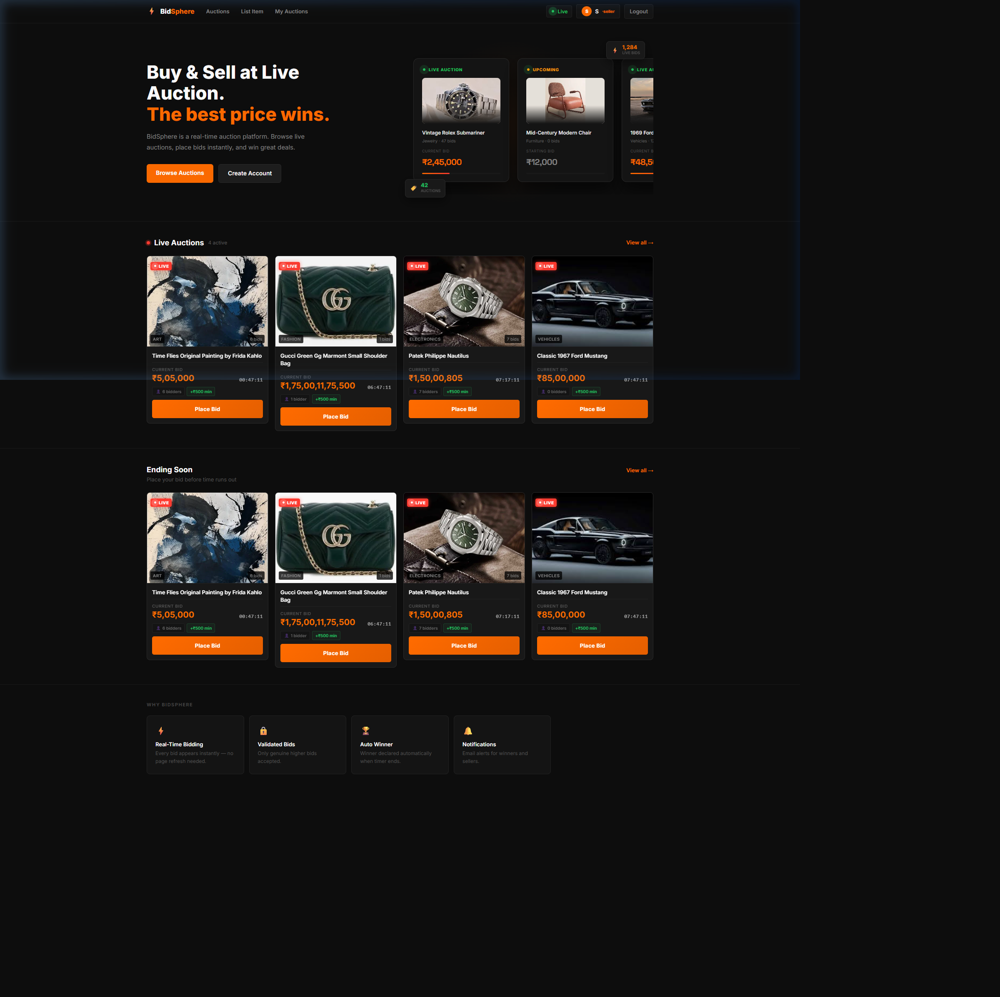 BidSphere Auctions List Item My Auctions Live S S ·seller Logout
1,284
LIVE BIDS
Buy & Sell at Live
Auction.
The best price wins.
BidSphere is a real-time auction platform. Browse live
auctions, place bids instantly, and win great deals.
Browse Auctions Create Account
LIVE AUCTION
Vintage Rolex Submariner
Jewelry · 47 bids
CURRENT BID
₹2,45,000
UPCOMING
Mid-Century Modern Chair
Furniture · 0 bids
STARTING BID
₹12,000
LIVE AU
1969 Ford
Vehicles · 12
CURRENT B
₹48,50
42
AUCTIONS
Live Auctions 4 active View all →
LIVE
ART 6 bids
Time Flies Original Painting by Frida Kahlo
CURRENT BID
₹5,05,000 00:47:11
6 bidders +₹500 min
Place Bid
LIVE
FASHION 1 bids
Gucci Green Gg Marmont Small Shoulder
Bag
CURRENT BID
₹1,75,00,11,75,500 06:47:11
1 bidder +₹500 min
Place Bid
LIVE
ELECTRONICS 7 bids
Patek Philippe Nautilus
CURRENT BID
₹1,50,00,805 07:17:11
7 bidders +₹500 min
Place Bid
LIVE
VEHICLES
Classic 1967 Ford Mustang
CURRENT BID
₹85,00,000 07:47:11
0 bidders +₹500 min
Place Bid
Ending Soon View all →
Place your bid before time runs out
LIVE
ART 6 bids
Time Flies Original Painting by Frida Kahlo
CURRENT BID
₹5,05,000 00:47:11
6 bidders +₹500 min
Place Bid
LIVE
FASHION 1 bids
Gucci Green Gg Marmont Small Shoulder
Bag
CURRENT BID
₹1,75,00,11,75,500 06:47:11
1 bidder +₹500 min
Place Bid
LIVE
ELECTRONICS 7 bids
Patek Philippe Nautilus
CURRENT BID
₹1,50,00,805 07:17:11
7 bidders +₹500 min
Place Bid
LIVE
VEHICLES
Classic 1967 Ford Mustang
CURRENT BID
₹85,00,000 07:47:11
0 bidders +₹500 min
Place Bid
WHY BIDSPHERE
Real-Time Bidding
Every bid appears instantly — no
page refresh needed.
Validated Bids
Only genuine higher bids
accepted.
Auto Winner
Winner declared automatically
when timer ends.
Notifications
Email alerts for winners and
sellers.